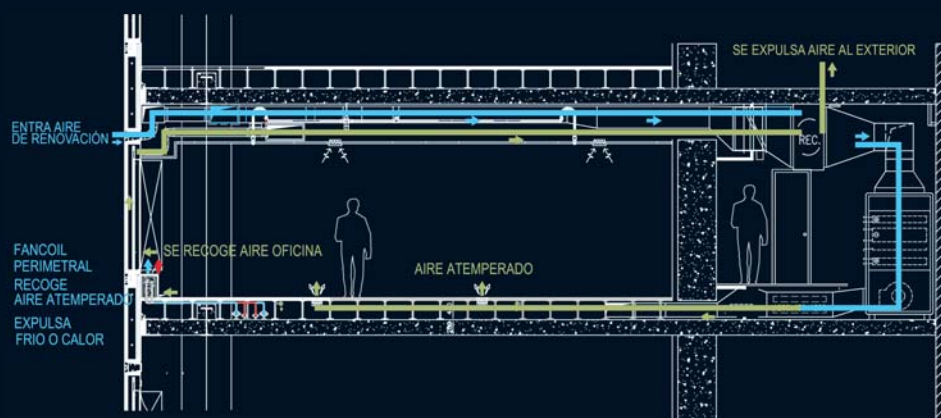 SE EXPULSA AIRE AL EXTERIOR
ENTRA AIRE
DE RENOVACIÓN
REC.
FANCOIL
PERIMETRAL
RECOGE
AIRE ATEMPERADO
EXPULSA
FRIO O CALOR
SE RECOGE AIRE OFICINA
AIRE ATEMPERADO